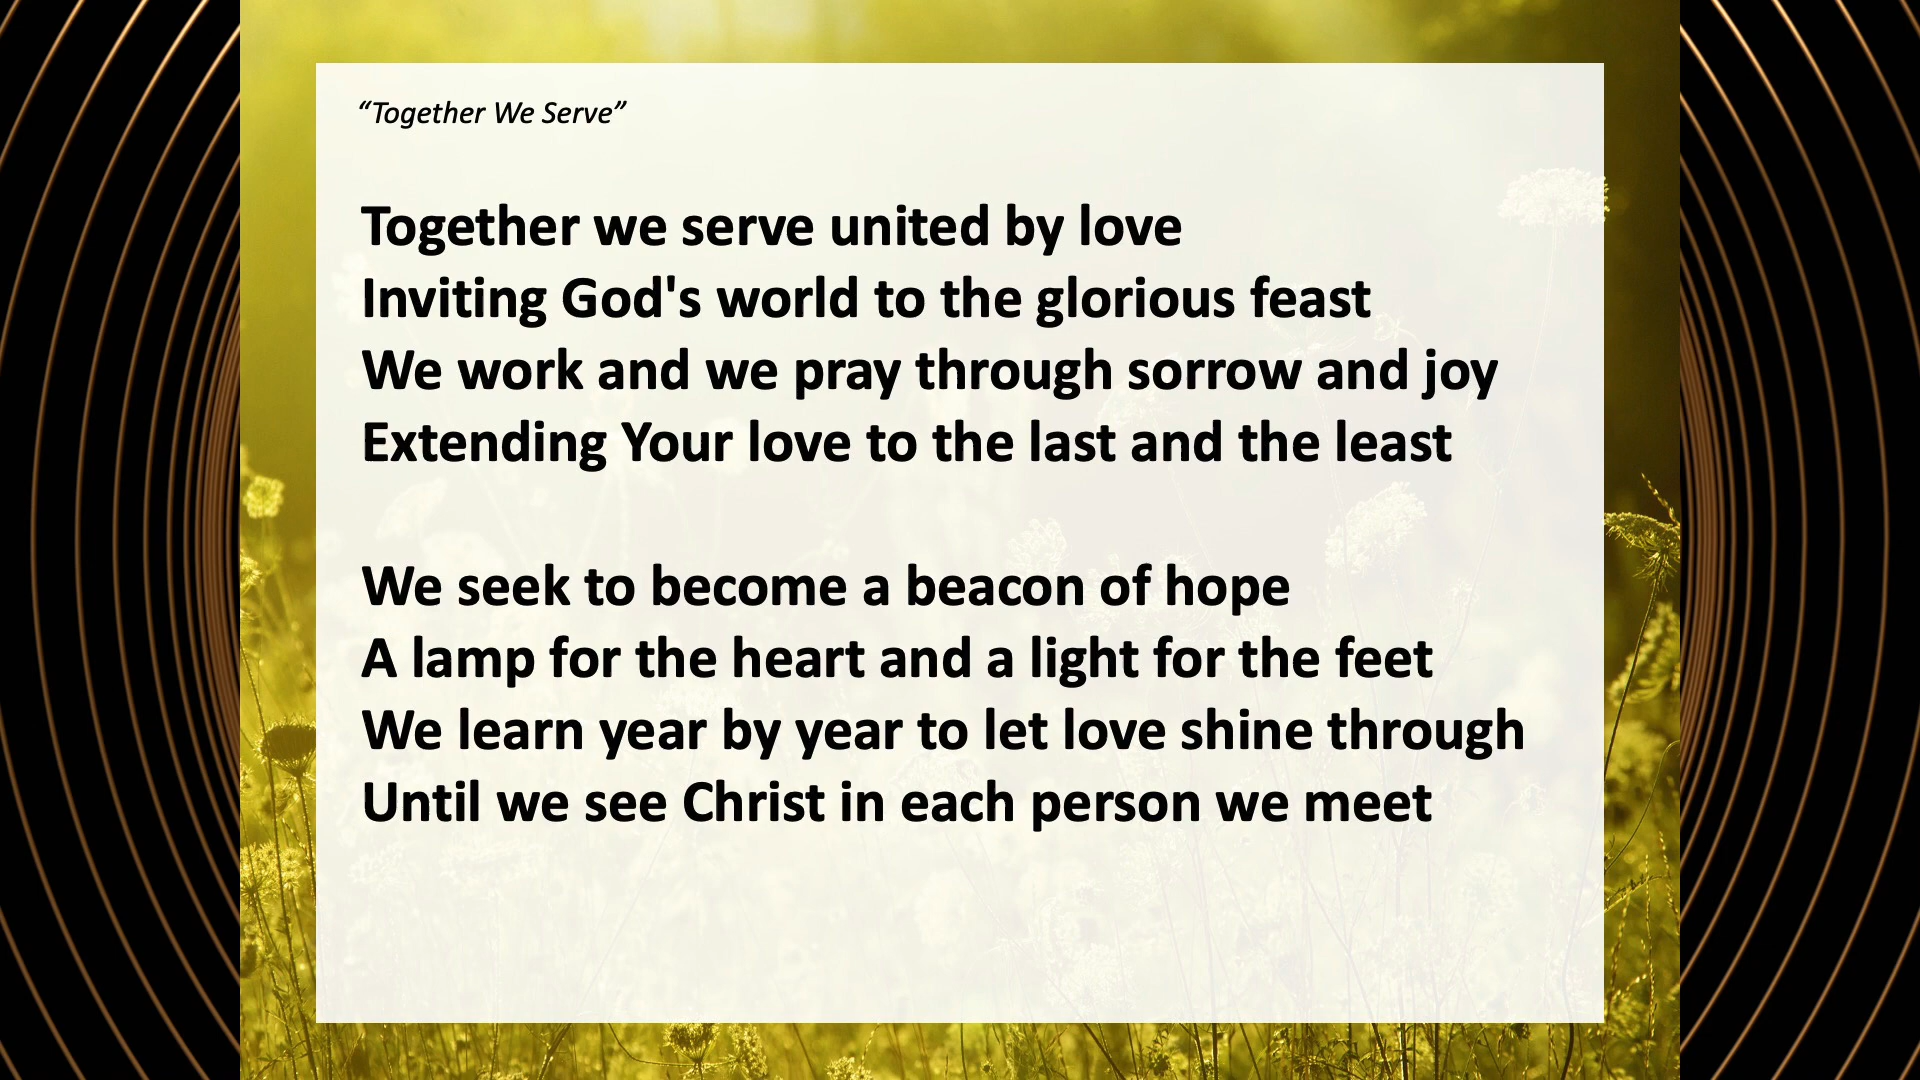 “Together We Serve”
Together we serve united by love
Inviting God's world to the glorious feast
We work and we pray through sorrow and joy
Extending Your love to the last and the least
We seek to become a beacon of hope
A lamp for the heart and a light for the feet
We learn year by year to let love shine through
Until we see Christ in each person we meet